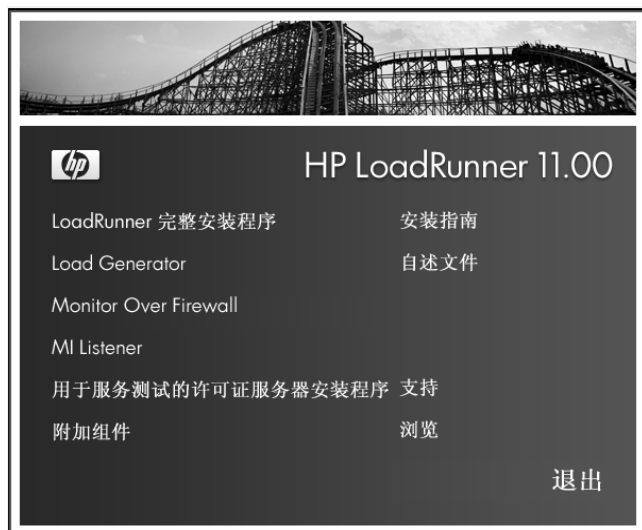 hp
HP LoadRunner 11.00
LoadRunner 完整安装程序
安装指南
Load Generator
自述文件
Monitor Over Firewall
MI Listener
用于服务测试的许可证服务器安装程序
支持
附加组件
浏览
退出